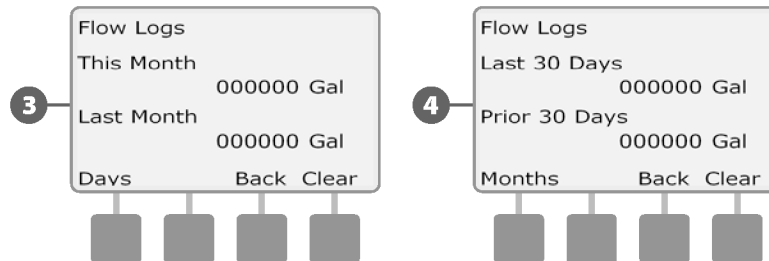 3
Flow Logs
This Month
000000 Gal
Last Month
000000 Gal
Days Back Clear
4
Flow Logs
Last 30 Days
000000 Gal
Prior 30 Days
000000 Gal
Months Back Clear